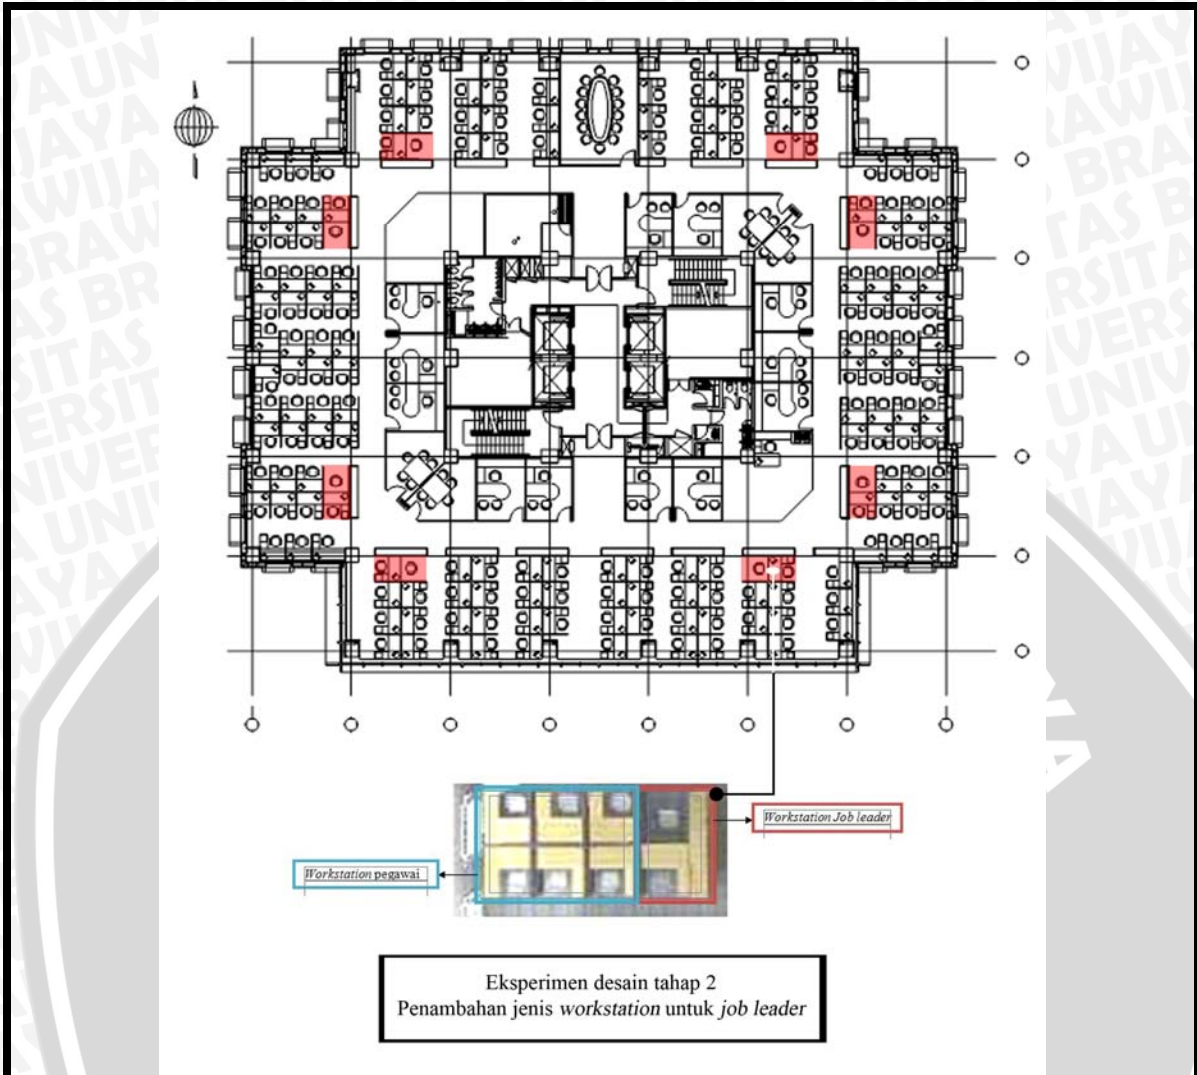 Workstation Job leader
Workstation pegawai
Eksperimen desain tahap 2
Penambahan jenis workstation untuk job leader